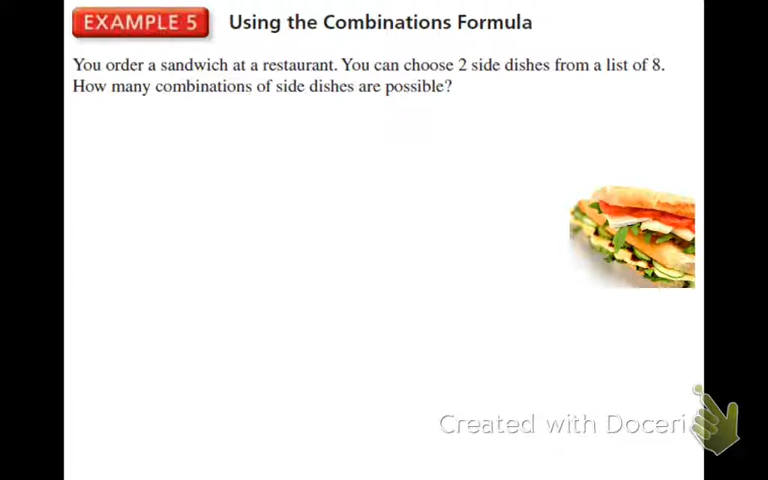 EXAMPLE 5 Using the Combinations Formula
You order a sandwich at a restaurant. You can choose 2 side dishes from a list of 8.
How many combinations of side dishes are possible?
Created with Doceri